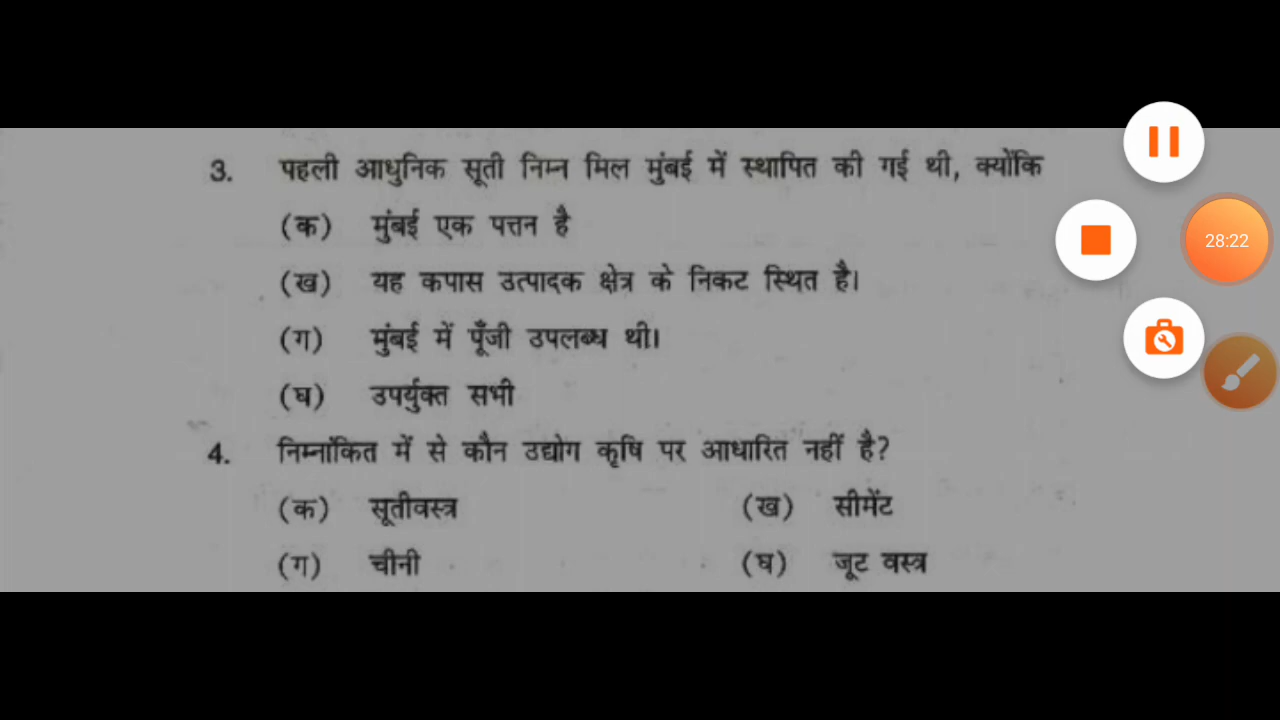 3. पहली आधुनिक सूती निम्न मिल मुंबई में स्थापित की गई थी, क्योंकि
(क) मुंबई एक पत्तन है
(ख) यह कपास उत्पादक क्षेत्र के निकट स्थित है।
(ग) मुंबई में पूँजी उपलब्ध थी।
(घ) उपर्युक्त सभी
4. निम्नांकित में से कौन उद्योग कृषि पर आधारित नहीं है?
(क) सूतीवस्त्र (ख) सीमेंट
(ग) चीनी (घ) जूट वस्त्र
28:22